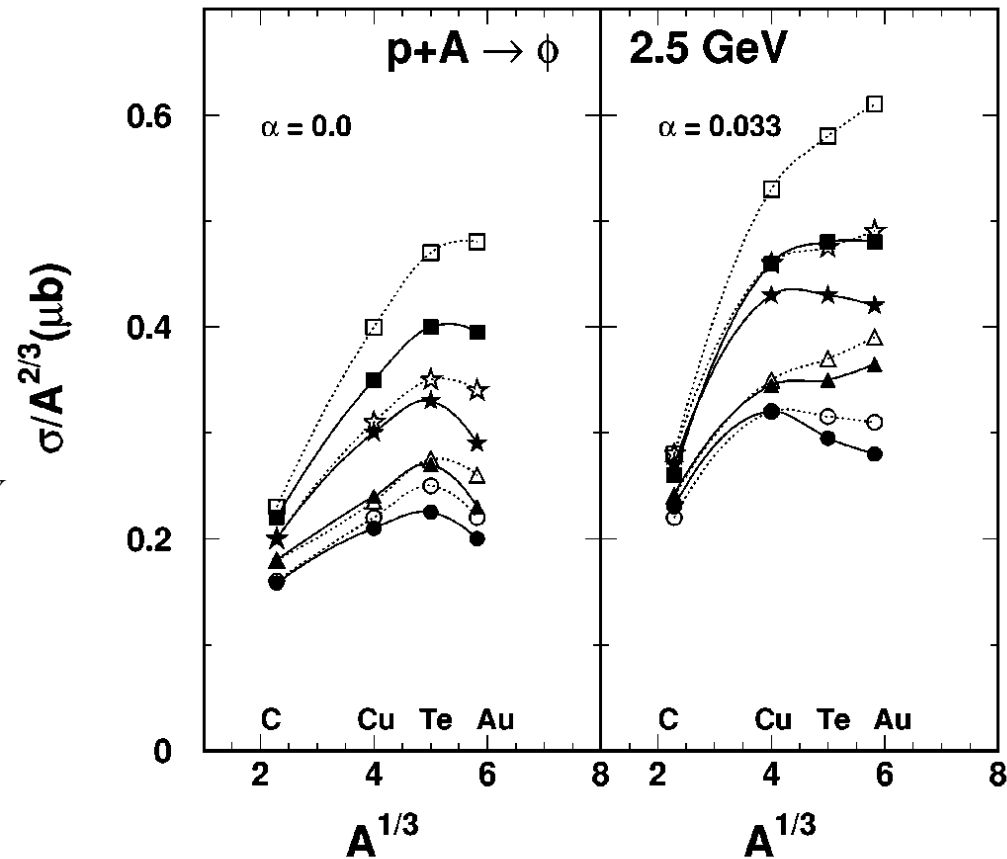 p+A → ϕ
2.5 GeV
α = 0.0
α = 0.033
0.6
0.4
0.2
0
σ/A^{2/3}(μb)
C Cu Te Au
C Cu Te Au
2 4 6 8
2 4 6 8
A^{1/3}
A^{1/3}